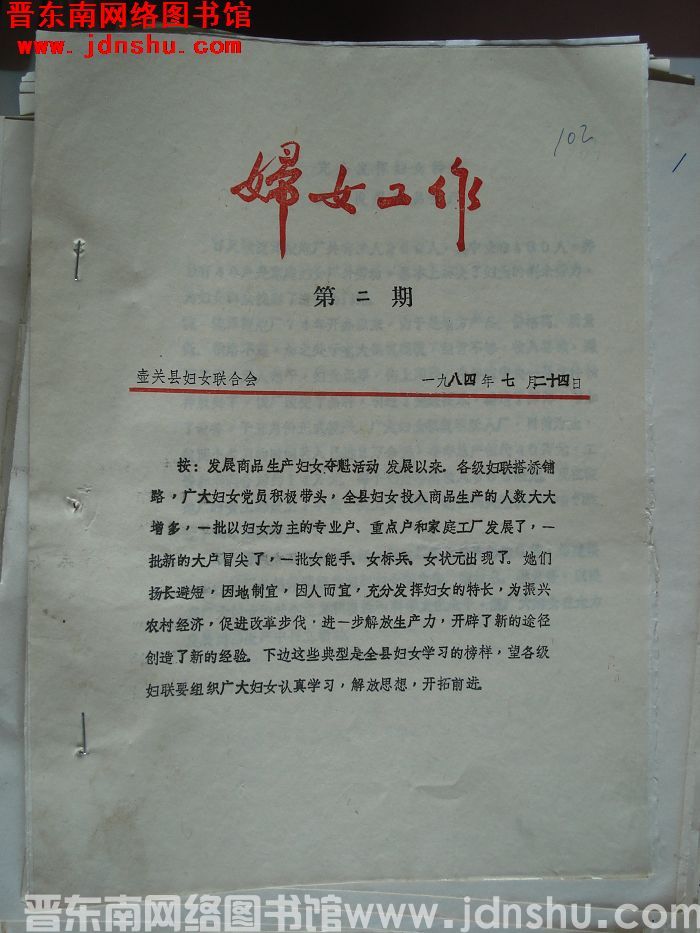 晋东南网络图书馆
www.jdnshu.com
102
婦女工作
第二期
壶关县妇女联合会 一九八四年七月二十四日
按：发展商品生产妇女夺魁活动发展以来．各级妇联搭桥铺
路，广大妇女党员积极带头，全县妇女投入商品生产的人数大大
增多，一批以妇女为主的专业户、重点户和家庭工厂发展了，一
批新的大户冒尖了，一批女能手、女标兵、女状元出现了。她们
扬长避短，因地制宜，因人而宜，充分发挥妇女的特长，为振兴
农村经济，促进改革步伐，进一步解放生产力，开辟了新的途径
创造了新的经验。下边这些典型是全县妇女学习的榜样，望各级
妇联要组织广大妇女认真学习，解放思想，开拓前进。
晋东南网络图书馆www.jdnshu.com